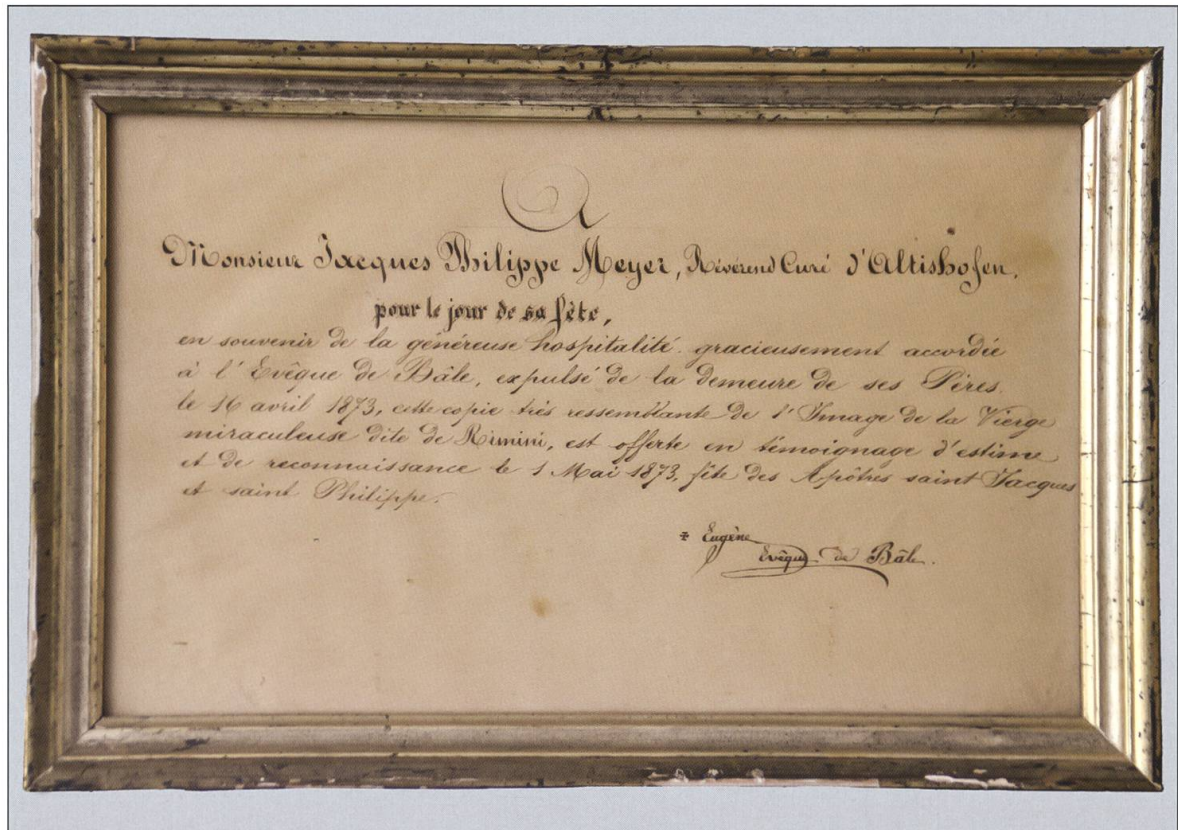 A
Monsieur Jacques Philippe Meyer, Révérend Curé d'Altishofen,
pour le jour de sa fête,
en souvenir de la généreuse hospitalité gracieusement accordée
à l'Evêque de Bâle, expulsé de la demeure de ses Pères
le 16 avril 1873, cette copie très ressemblante de l'Image de la Vierge
miraculeuse dite de Rimini, est offerte en témoignage d'estime
et de reconnaissance le 1 Mai 1873, fête des Apôtres saint Jacques
et saint Philippe.
‡ Eugène
Evêque de Bâle.